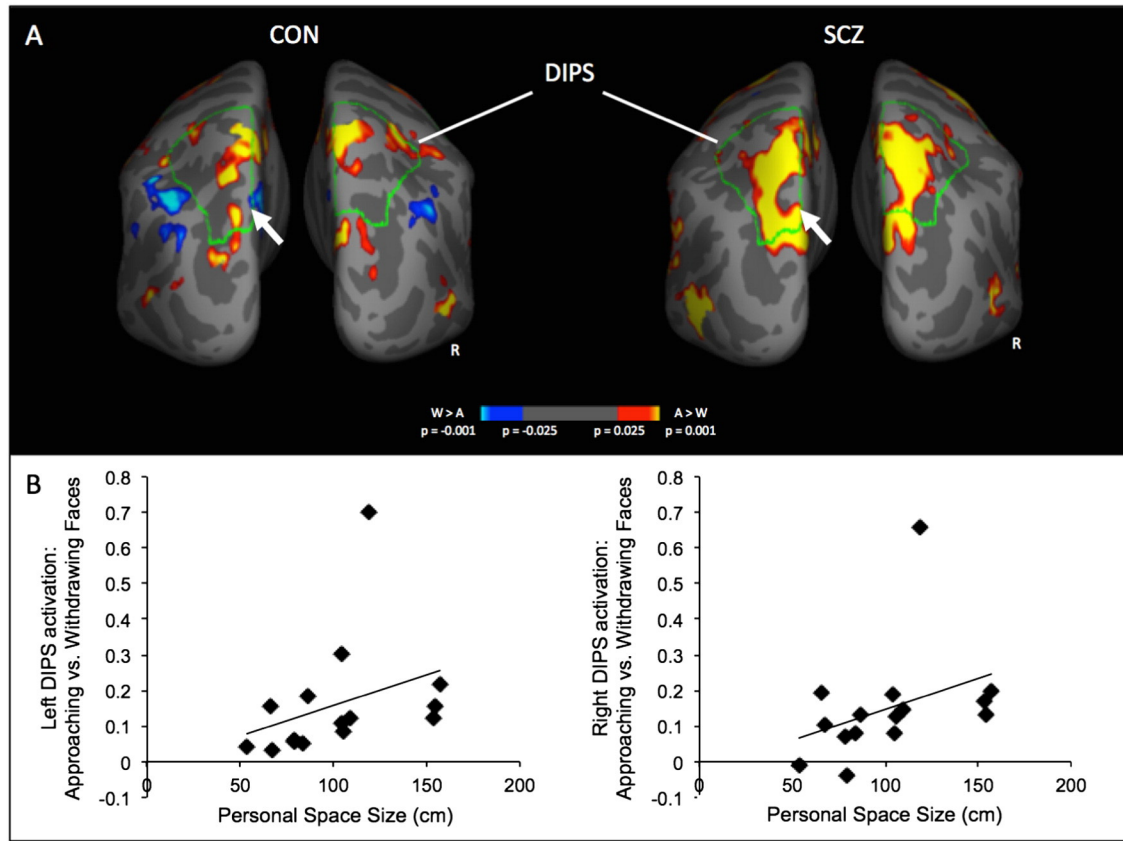 A
CON
SCZ
DIPS
R
R
W > A
A > W
p = -0.001
p = -0.025
p = 0.025
p = 0.001
B
Left DIPS activation:
Approaching vs. Withdrawing Faces
0.8
0.7
0.6
0.5
0.4
0.3
0.2
0.1
0
-0.1
0
50
100
150
200
Personal Space Size (cm)
Right DIPS activation:
Approaching vs. Withdrawing Faces
0.8
0.7
0.6
0.5
0.4
0.3
0.2
0.1
0
-0.1
0
50
100
150
200
Personal Space Size (cm)